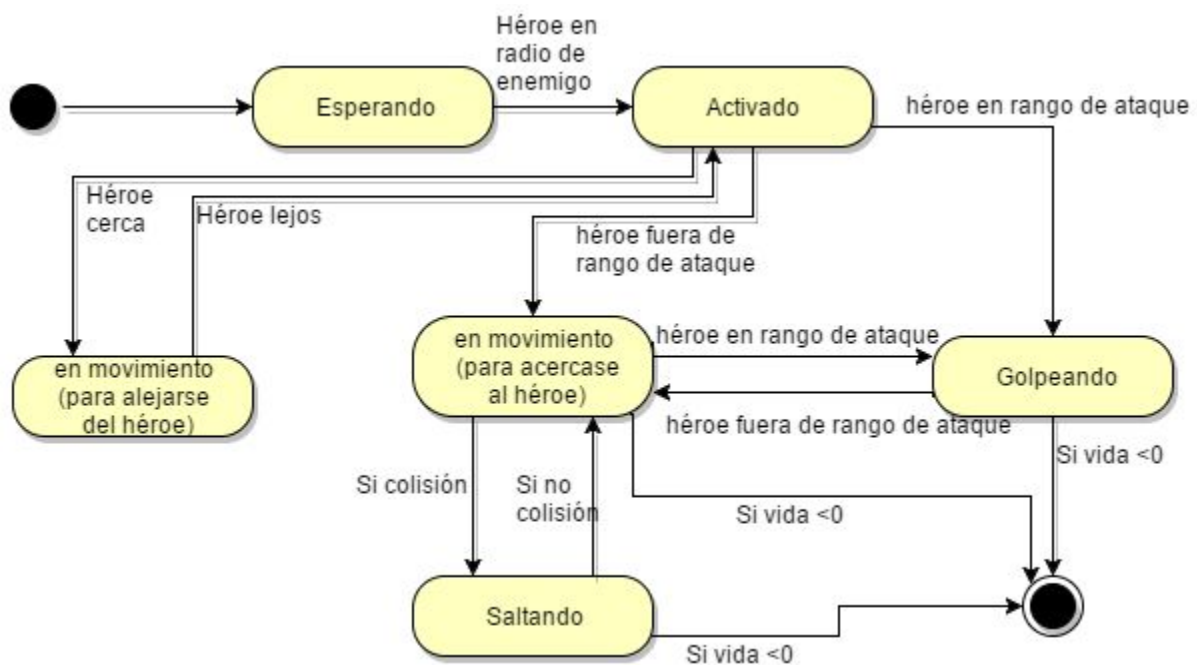 Héroe en
radio de
enemigo
Esperando
Activado
héroe en rango de ataque
Héroe
cerca
Héroe lejos
héroe fuera de
rango de ataque
en movimiento
(para alejarse
del héroe)
en movimiento
(para acercase
al héroe)
héroe en rango de ataque
Golpeando
héroe fuera de rango de ataque
Si vida <0
Si colisión
Si no
colisión
Si vida <0
Saltando
Si vida <0